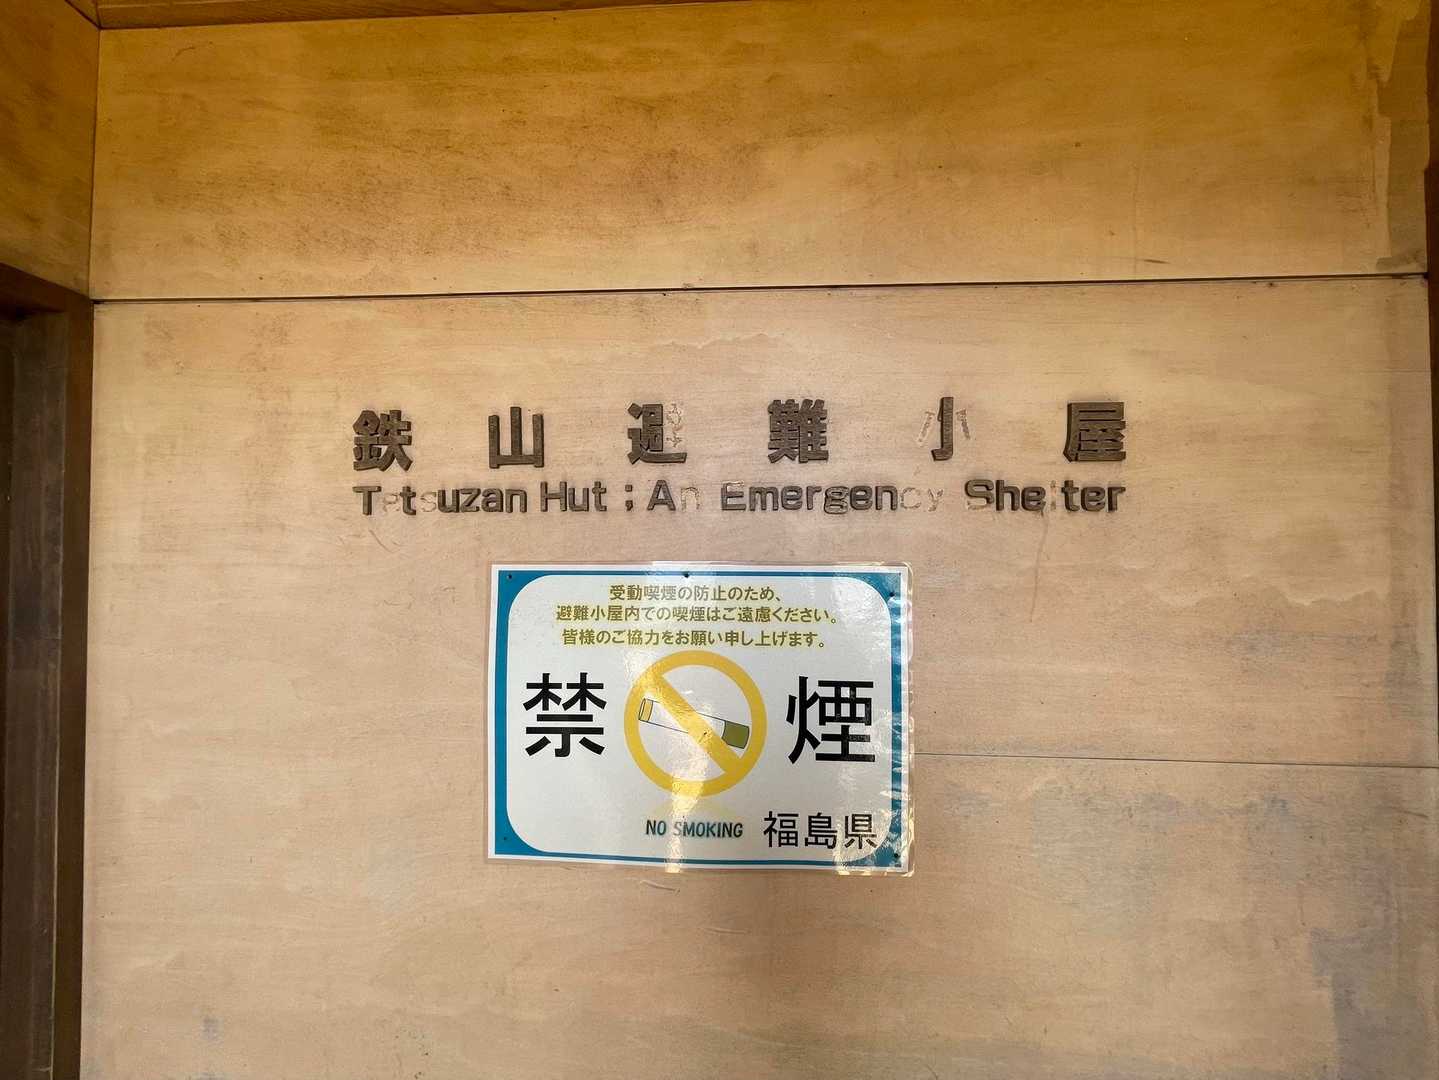 鉄山避難小屋
Tetsuzan Hut ; An Emergency Shelter
受動喫煙の防止のため、
避難小屋内での喫煙はご遠慮ください。
皆様のご協力をお願い申し上げます。
禁煙
NO SMOKING 福島県